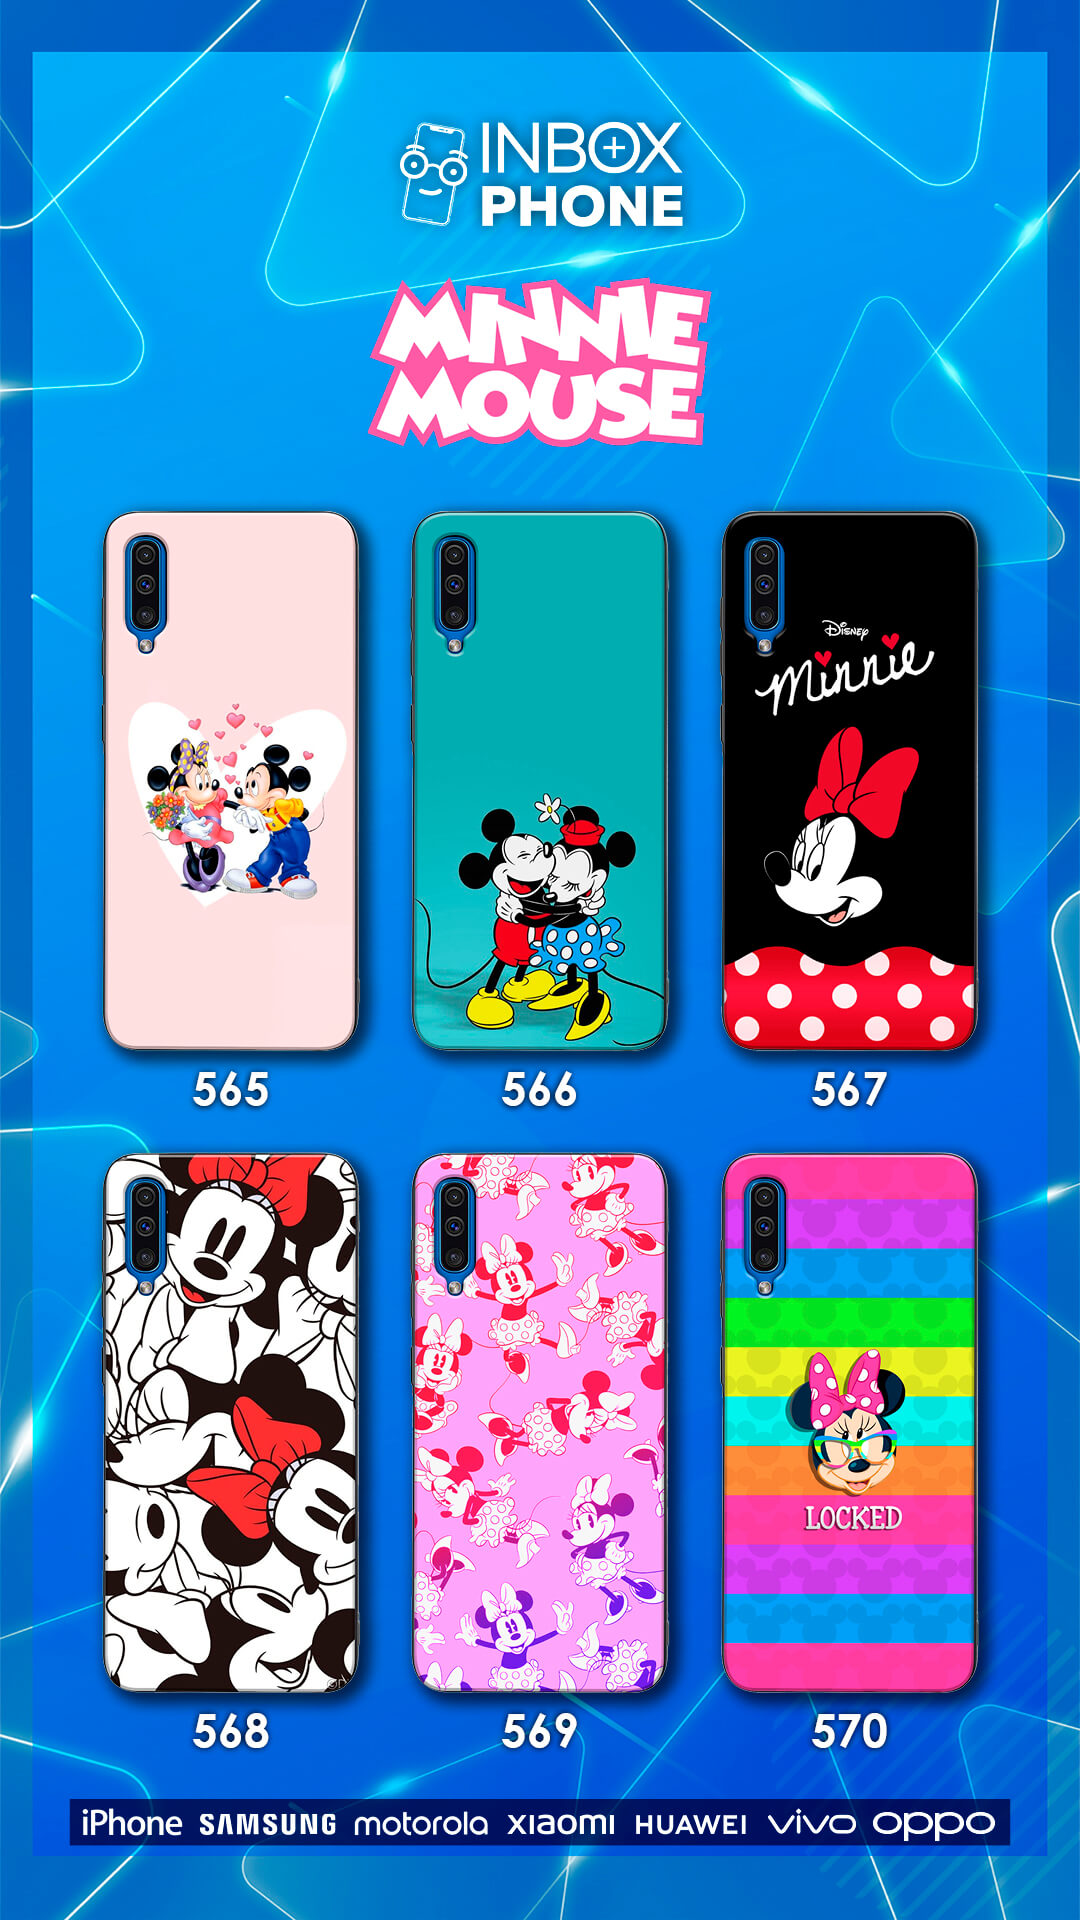 INBOX
PHONE
MINNIE
MOUSE
Disney
Minnie
565
566
567
LOCKED
568
569
570
iPhone SAMSUNG motorola xiaomi HUAWEI vivo oppo